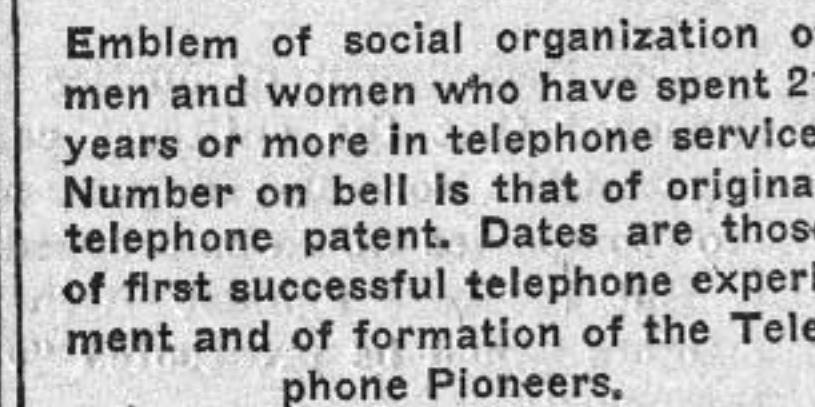 Emblem of social organization o
men and women who have spent 21
years or more in telephone service
Number on bell is that of origina
telephone patent. Dates are thos
of first successful telephone experi
ment and of formation of the Tele
phone Pioneers.